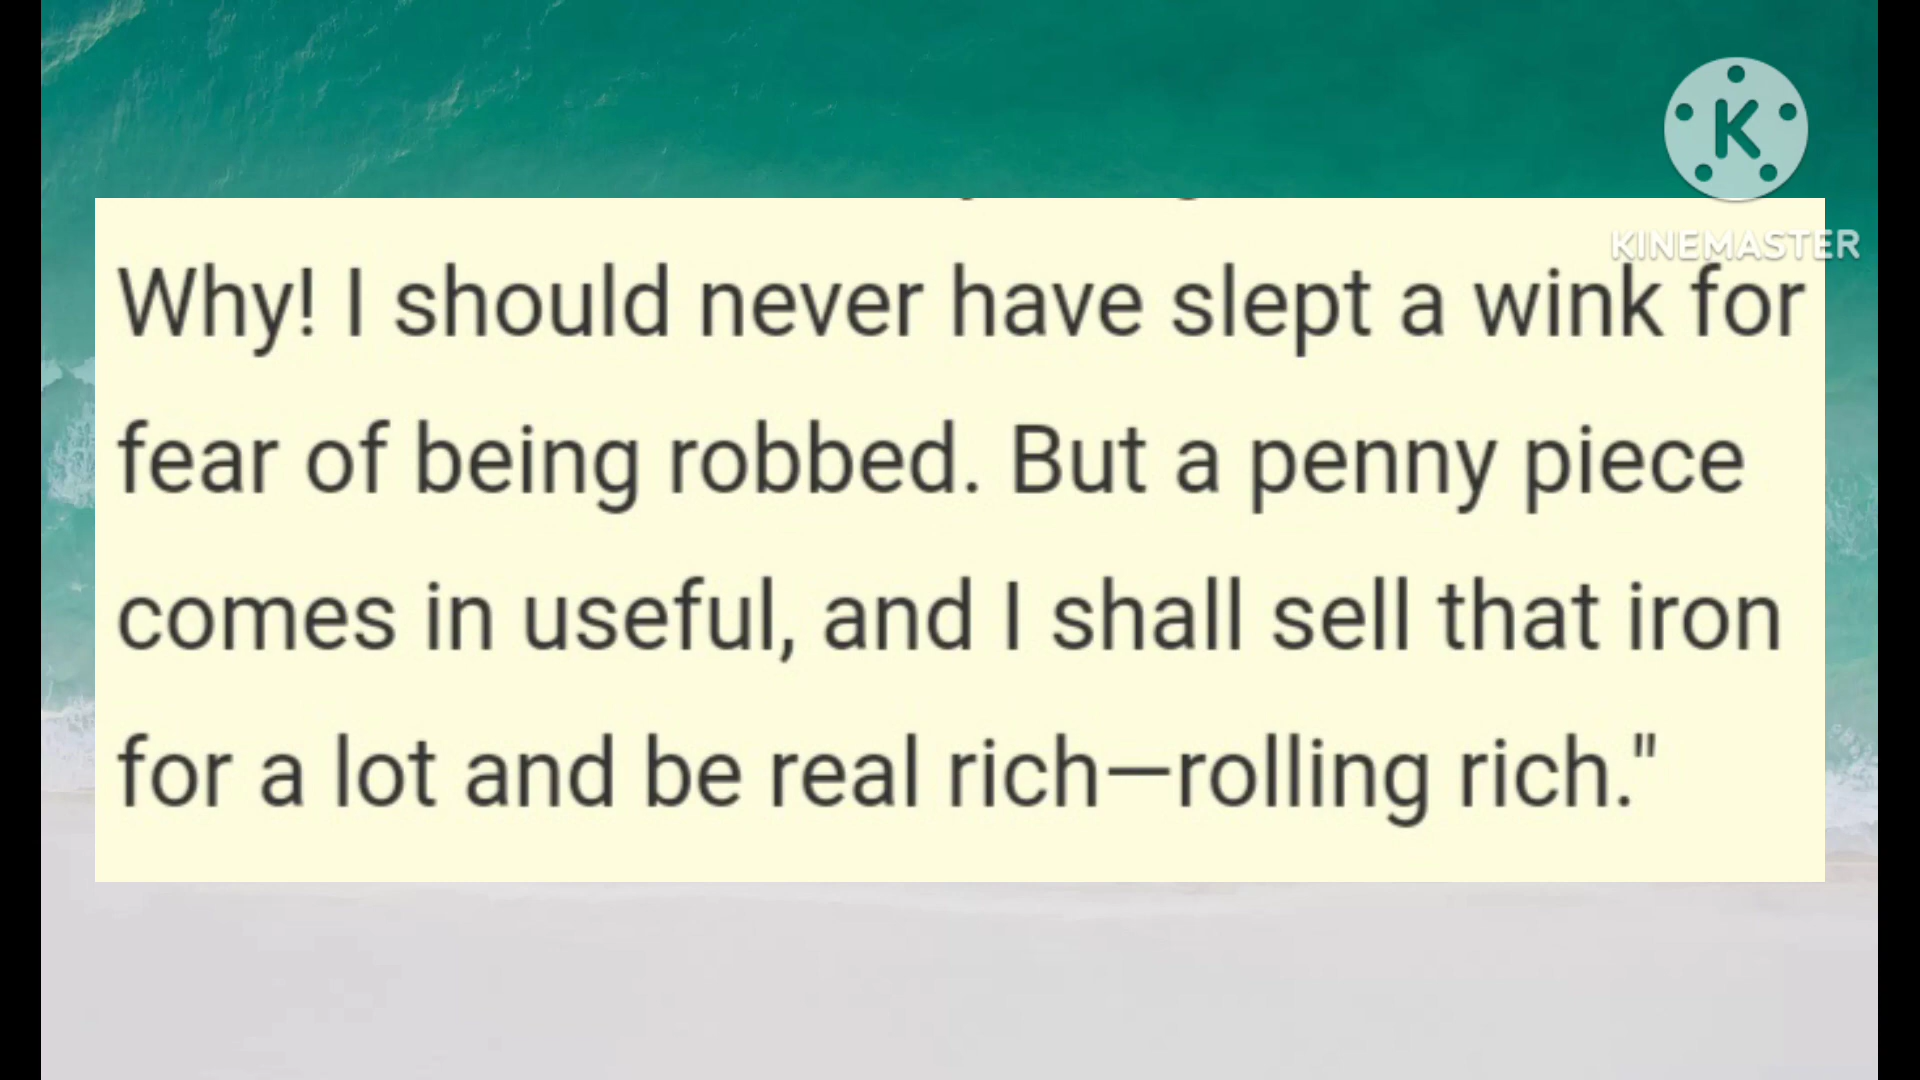 K
KINEMASTER
Why! I should never have slept a wink for
fear of being robbed. But a penny piece
comes in useful, and I shall sell that iron
for a lot and be real rich—rolling rich."